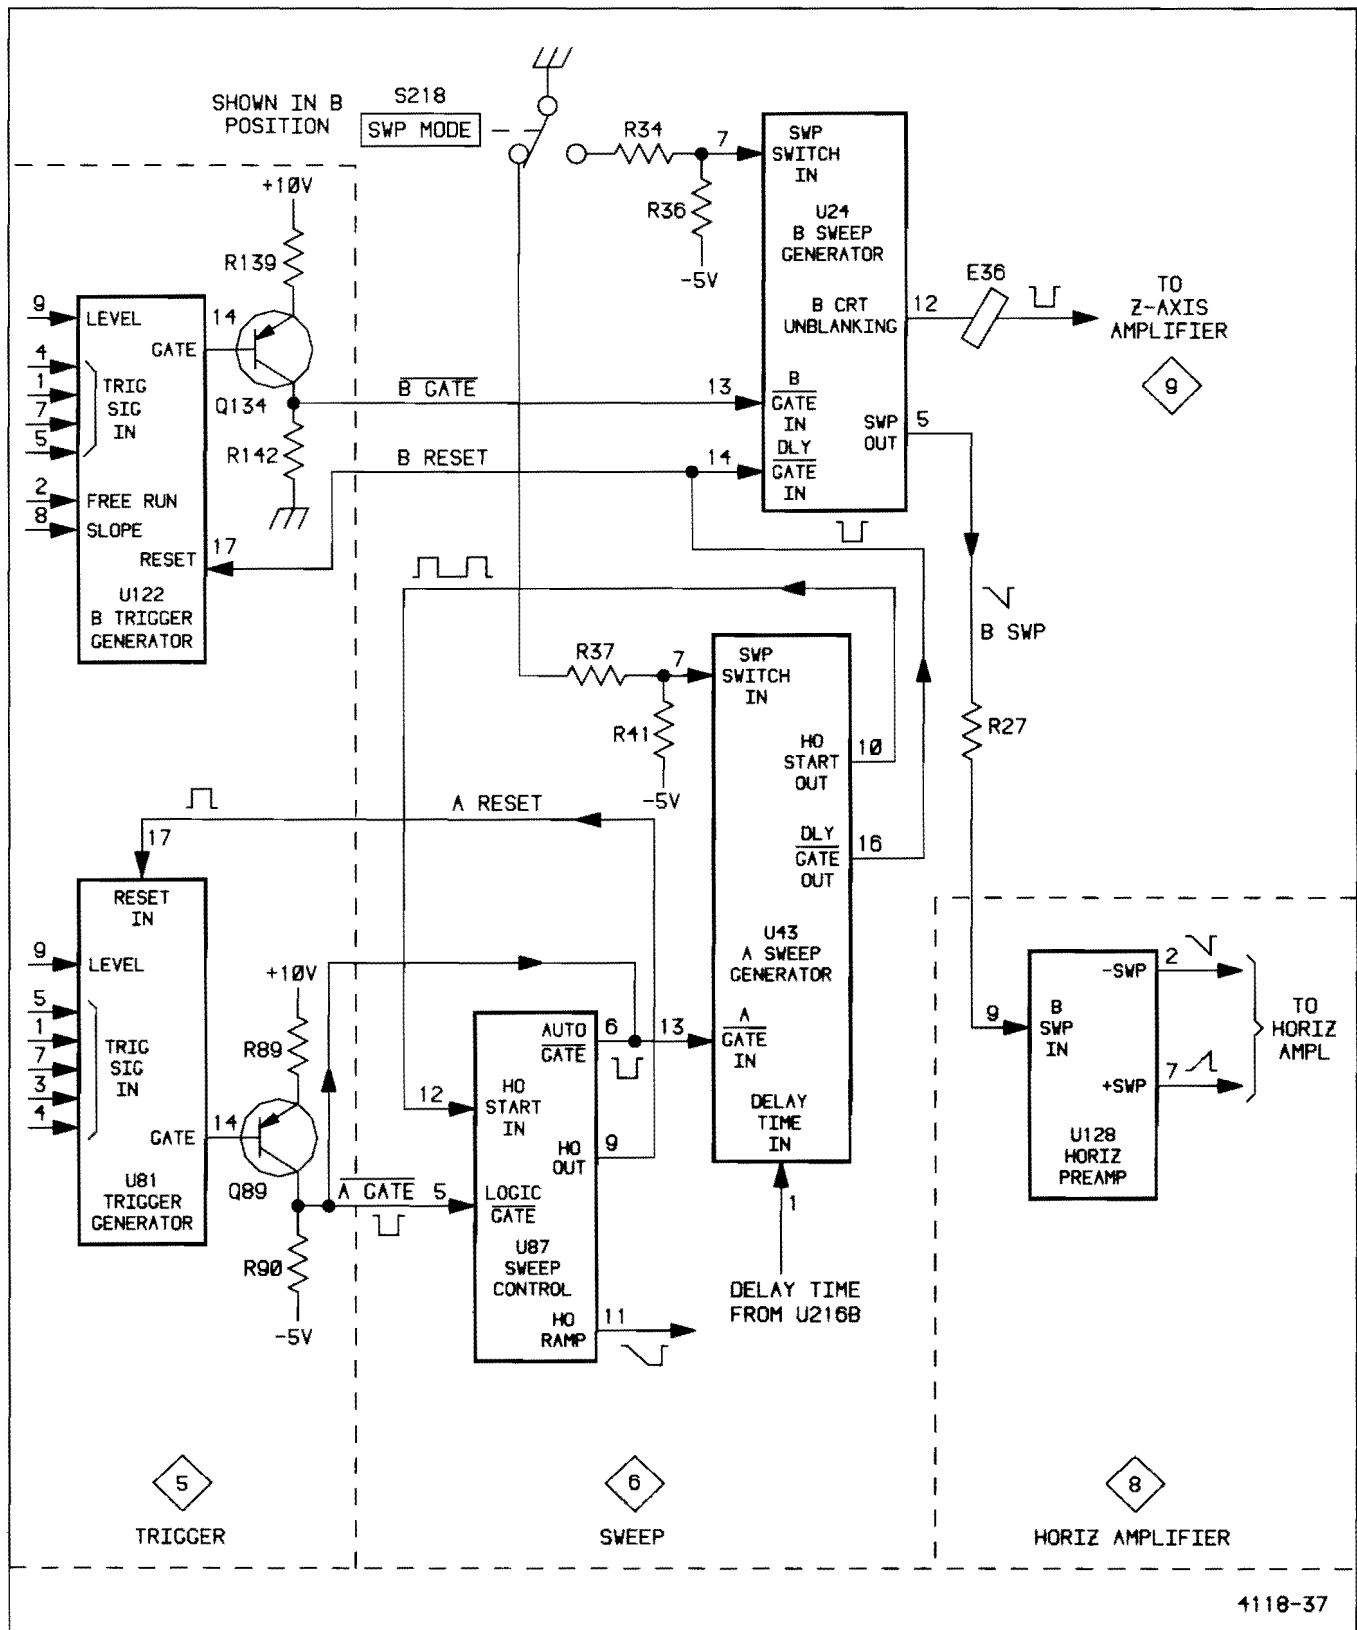 SHOWN IN B
POSITION
S218
SWP MODE
R34
7
R36
-5V
SWP
SWITCH
IN
U24
B SWEEP
GENERATOR
B CRT
UNBLANKING
12
E36
TO
Z-AXIS
AMPLIFIER
9
B
GATE
IN
13
DLY
GATE
IN
14
SWP
OUT
5
+10V
R139
14
Q134
R142
9
LEVEL
GATE
4
1
7
5
TRIG
SIG
IN
2
FREE RUN
8
SLOPE
RESET
17
U122
B TRIGGER
GENERATOR
B GATE
B RESET
B SWP
R27
R37
7
R41
-5V
SWP
SWITCH
IN
HO
START
OUT
10
DLY
GATE
OUT
16
U43
A SWEEP
GENERATOR
A
GATE
IN
13
DELAY
TIME
IN
1
DELAY TIME
FROM U216B
A RESET
17
RESET
IN
9
LEVEL
5
1
7
3
4
TRIG
SIG
IN
GATE
14
U81
TRIGGER
GENERATOR
+10V
R89
Q89
R90
-5V
A GATE
5
AUTO
GATE
6
12
HO
START
IN
HO
OUT
9
LOGIC
GATE
U87
SWEEP
CONTROL
HO
RAMP
11
9
B
SWP
IN
-SWP
2
+SWP
7
U128
HORIZ
PREAMP
TO
HORIZ
AMPL
5
TRIGGER
6
SWEEP
8
HORIZ AMPLIFIER
4118-37